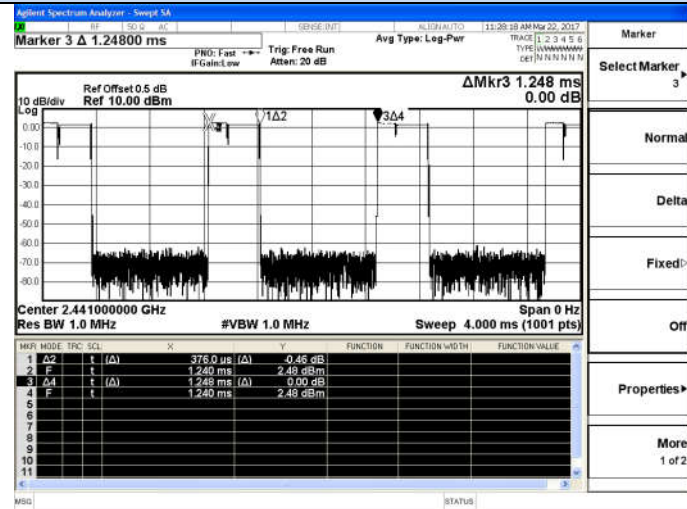 Agilent Spectrum Analyzer - Swept SA
RF 50 Ω AC SENSE:INT ALIGNAUTO 11:28:18 AM Mar 22, 2017
Marker 3 Δ 1.24800 ms
PNO: Fast
IFGain:Low
Trig: Free Run
Atten: 20 dB
Avg Type: Log-Pwr
TRACE 1 2 3 4 5 6
TYPE WWWWWW
DET N N N N N N
Marker
Select Marker
3
Normal
Delta
Fixed
Off
Properties
More
1 of 2
ΔMkr3 1.248 ms
0.00 dB
Ref Offset 0.5 dB
Ref 10.00 dBm
10 dB/div
Log
0.00
-10.0
-20.0
-30.0
-40.0
-50.0
-60.0
-70.0
-80.0
1Δ2
3Δ4
Center 2.441000000 GHz
Span 0 Hz
Res BW 1.0 MHz
#VBW 1.0 MHz
Sweep 4.000 ms (1001 pts)
MKR MODE TRC SCL X Y FUNCTION FUNCTION WIDTH FUNCTION VALUE
1 Δ2 t (Δ) 376.0 us (Δ) -0.46 dB
2 F t 1.240 ms 2.48 dBm
3 Δ4 t (Δ) 1.248 ms (Δ) 0.00 dB
4 F t 1.240 ms 2.48 dBm
5
6
7
8
9
10
11
MSG
STATUS